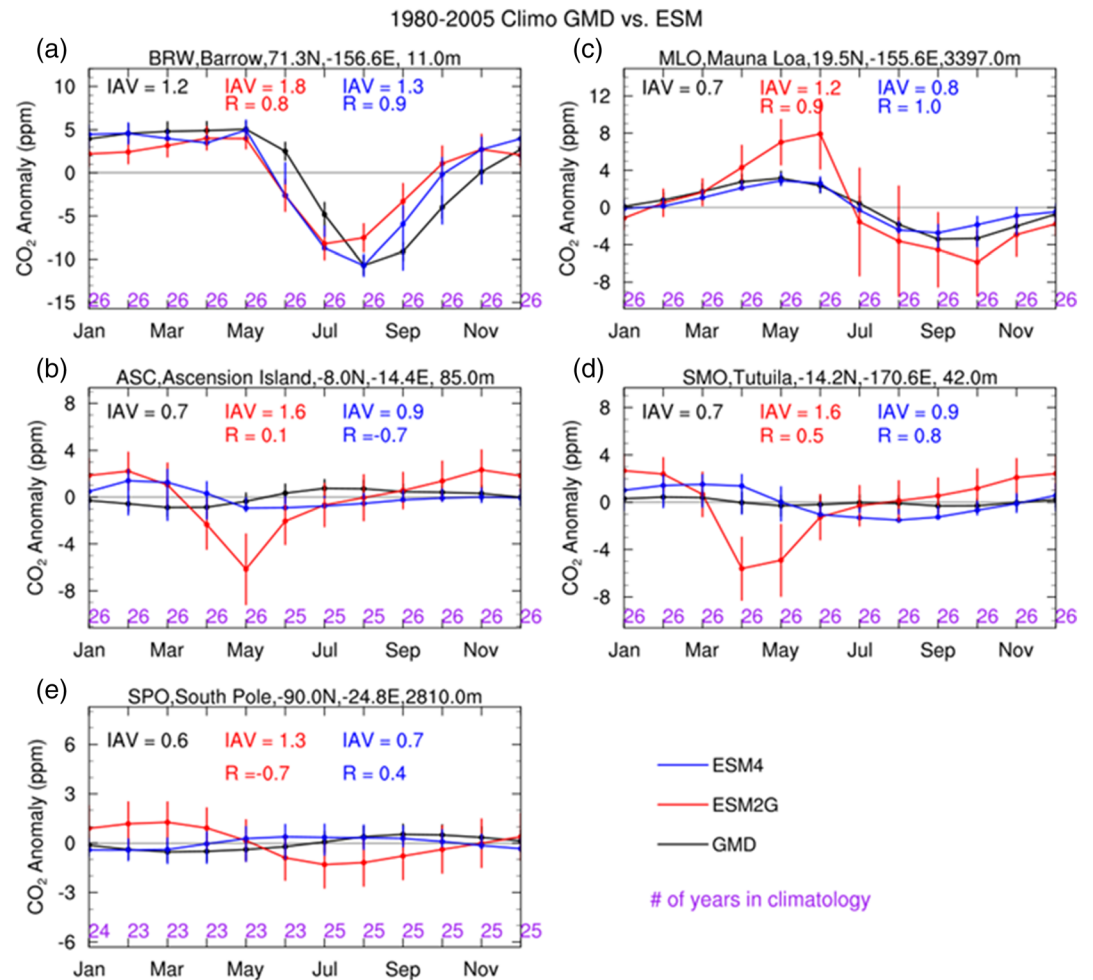 1980-2005 Climo GMD vs. ESM
(a)
BRW,Barrow,71.3N,-156.6E, 11.0m
IAV = 1.2 IAV = 1.8 IAV = 1.3
R = 0.8 R = 0.9
CO2 Anomaly (ppm)
10
5
0
-5
-10
-15
26 26 26 26 26 26 26 26 26 26 26 26
Jan Mar May Jul Sep Nov
(c)
MLO,Mauna Loa,19.5N,-155.6E,3397.0m
IAV = 0.7 IAV = 1.2 IAV = 0.8
R = 0.9 R = 1.0
CO2 Anomaly (ppm)
12
8
4
0
-4
-8
26 26 26 26 26 26 26 26 26 26 26 26
Jan Mar May Jul Sep Nov
(b)
ASC,Ascension Island,-8.0N,-14.4E, 85.0m
IAV = 0.7 IAV = 1.6 IAV = 0.9
R = 0.1 R =-0.7
CO2 Anomaly (ppm)
8
4
0
-4
-8
26 26 26 26 26 25 25 25 26 26 26 26
Jan Mar May Jul Sep Nov
(d)
SMO,Tutuila,-14.2N,-170.6E, 42.0m
IAV = 0.7 IAV = 1.6 IAV = 0.9
R = 0.5 R = 0.8
CO2 Anomaly (ppm)
8
4
0
-4
-8
26 26 26 26 26 26 26 26 26 26 26 26
Jan Mar May Jul Sep Nov
(e)
SPO,South Pole,-90.0N,-24.8E,2810.0m
IAV = 0.6 IAV = 1.3 IAV = 0.7
R =-0.7 R = 0.4
CO2 Anomaly (ppm)
6
3
0
-3
-6
24 23 23 23 23 23 25 25 25 25 25 25
Jan Mar May Jul Sep Nov
ESM4
ESM2G
GMD
# of years in climatology